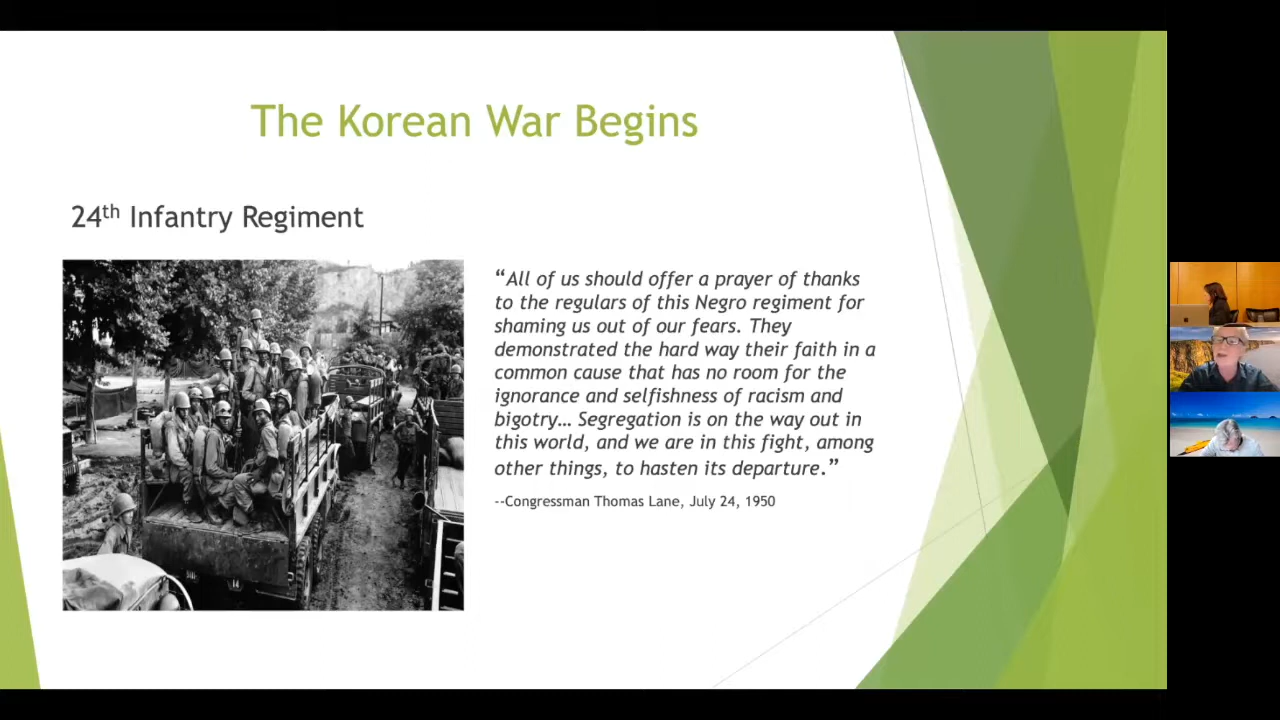 The Korean War Begins
24th Infantry Regiment
“All of us should offer a prayer of thanks
to the regulars of this Negro regiment for
shaming us out of our fears. They
demonstrated the hard way their faith in a
common cause that has no room for the
ignorance and selfishness of racism and
bigotry… Segregation is on the way out in
this world, and we are in this fight, among
other things, to hasten its departure.”
--Congressman Thomas Lane, July 24, 1950